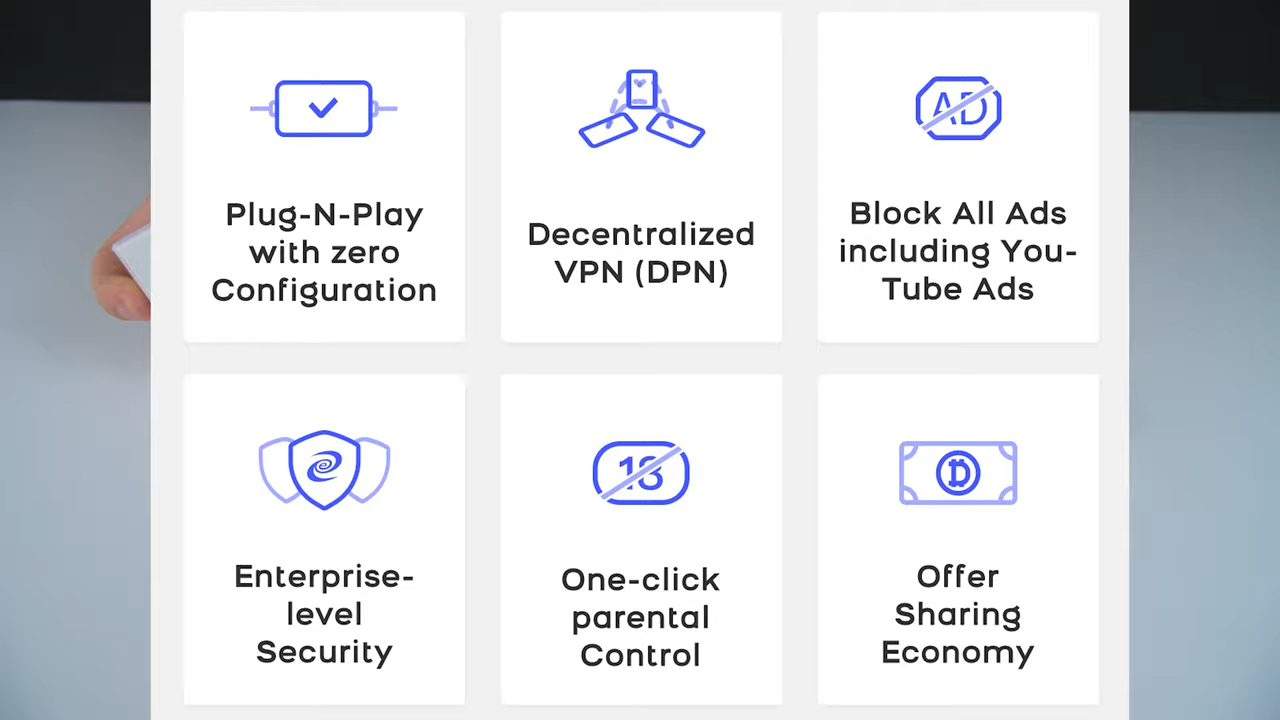 AD
Plug-N-Play
with zero
Configuration
Decentralized
VPN (DPN)
Block All Ads
including You-
Tube Ads
18
Enterprise-
level
Security
One-click
parental
Control
Offer
Sharing
Economy